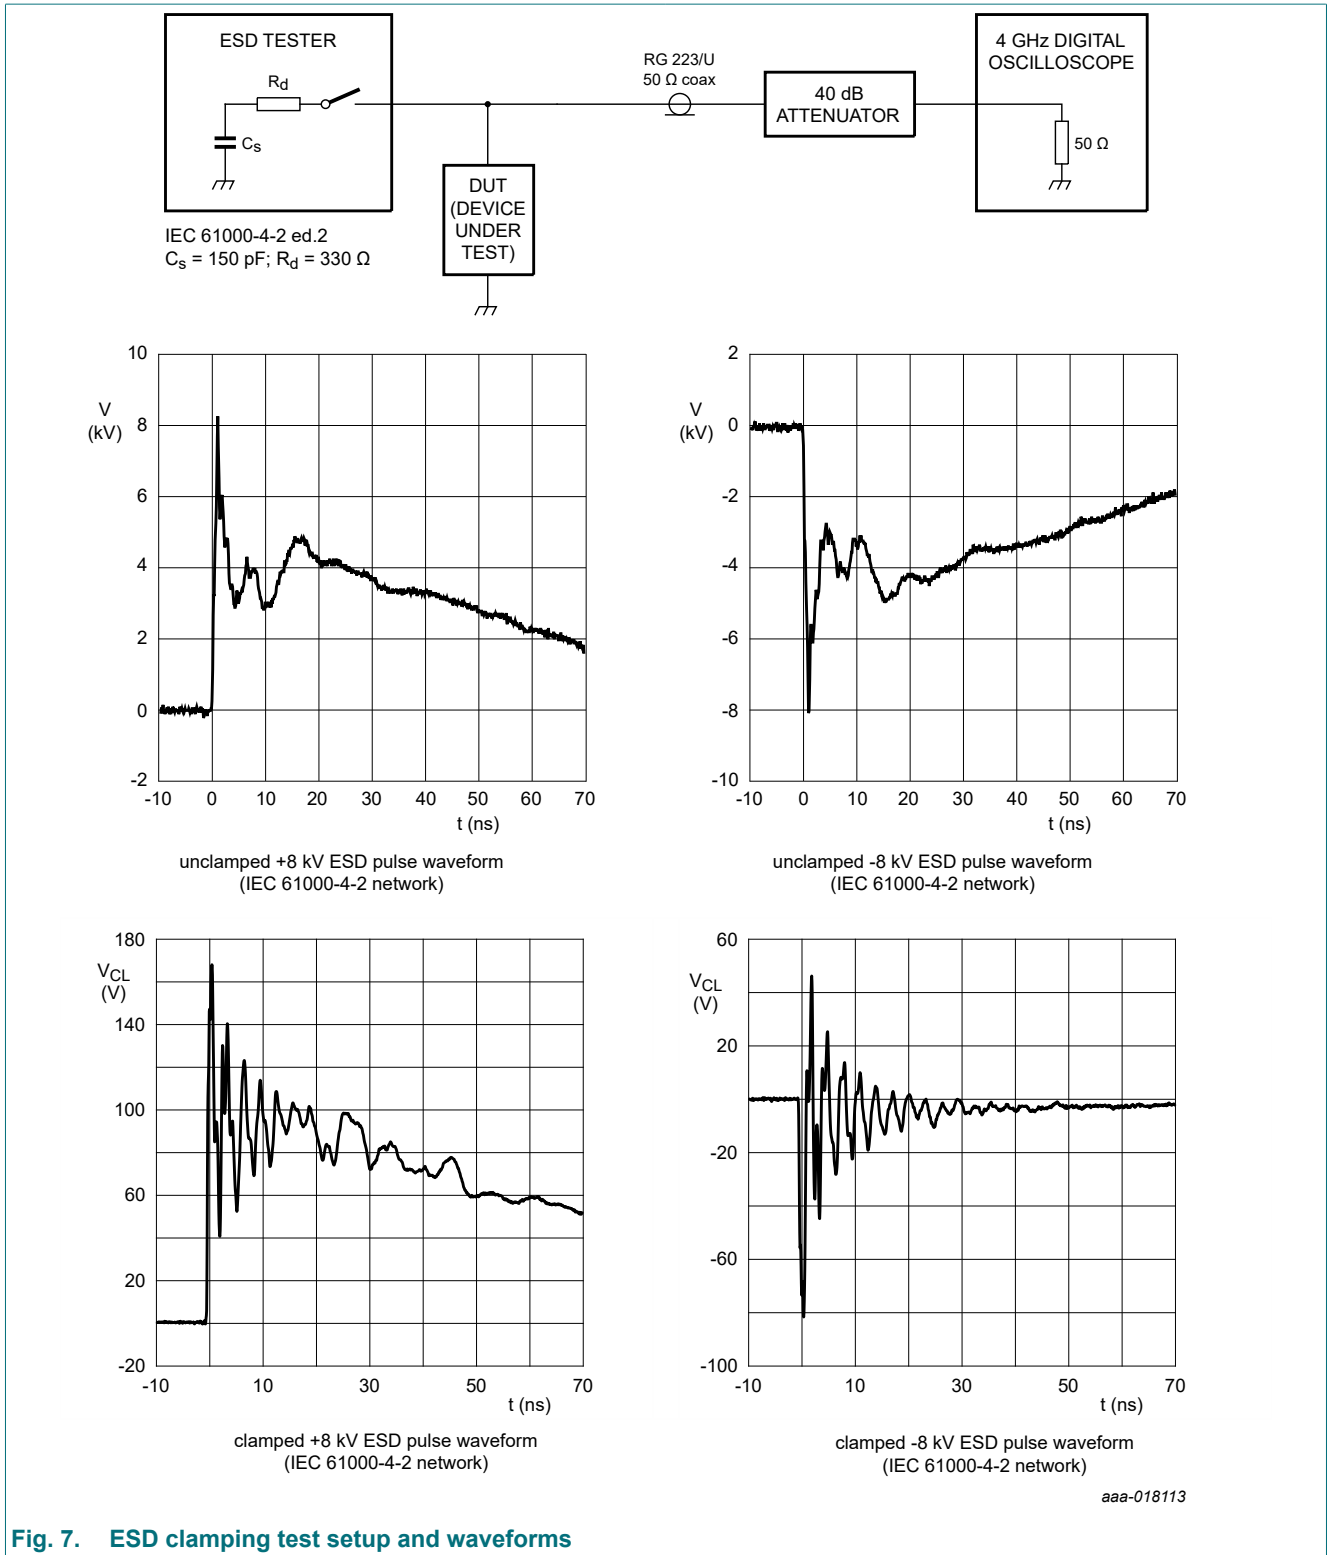 ESD TESTER
Rd
Cs
IEC 61000-4-2 ed.2
Cs = 150 pF; Rd = 330 Ω
DUT
(DEVICE
UNDER
TEST)
RG 223/U
50 Ω coax
40 dB
ATTENUATOR
4 GHz DIGITAL
OSCILLOSCOPE
50 Ω
V
(kV)
10
8
6
4
2
0
-2
-10 0 10 20 30 40 50 60 70
t (ns)
unclamped +8 kV ESD pulse waveform
(IEC 61000-4-2 network)
V
(kV)
2
0
-2
-4
-6
-8
-10
-10 0 10 20 30 40 50 60 70
t (ns)
unclamped -8 kV ESD pulse waveform
(IEC 61000-4-2 network)
VCL
(V)
180
140
100
60
20
-20
-10 10 30 50 70
t (ns)
clamped +8 kV ESD pulse waveform
(IEC 61000-4-2 network)
VCL
(V)
60
20
-20
-60
-100
-10 10 30 50 70
t (ns)
clamped -8 kV ESD pulse waveform
(IEC 61000-4-2 network)
aaa-018113
Fig. 7. ESD clamping test setup and waveforms